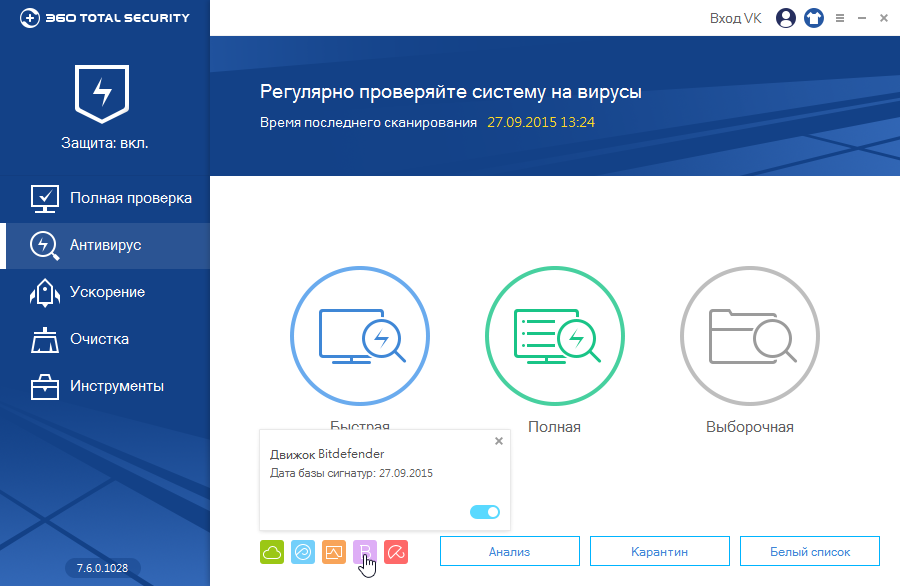 360 TOTAL SECURITY
Вход VK
Защита: вкл.
Полная проверка
Антивирус
Ускорение
Очистка
Инструменты
7.6.0.1028
Регулярно проверяйте систему на вирусы
Время последнего сканирования 27.09.2015 13:24
Быстрая
Полная
Выборочная
Движок Bitdefender
Дата базы сигнатур: 27.09.2015
B
Анализ
Карантин
Белый список